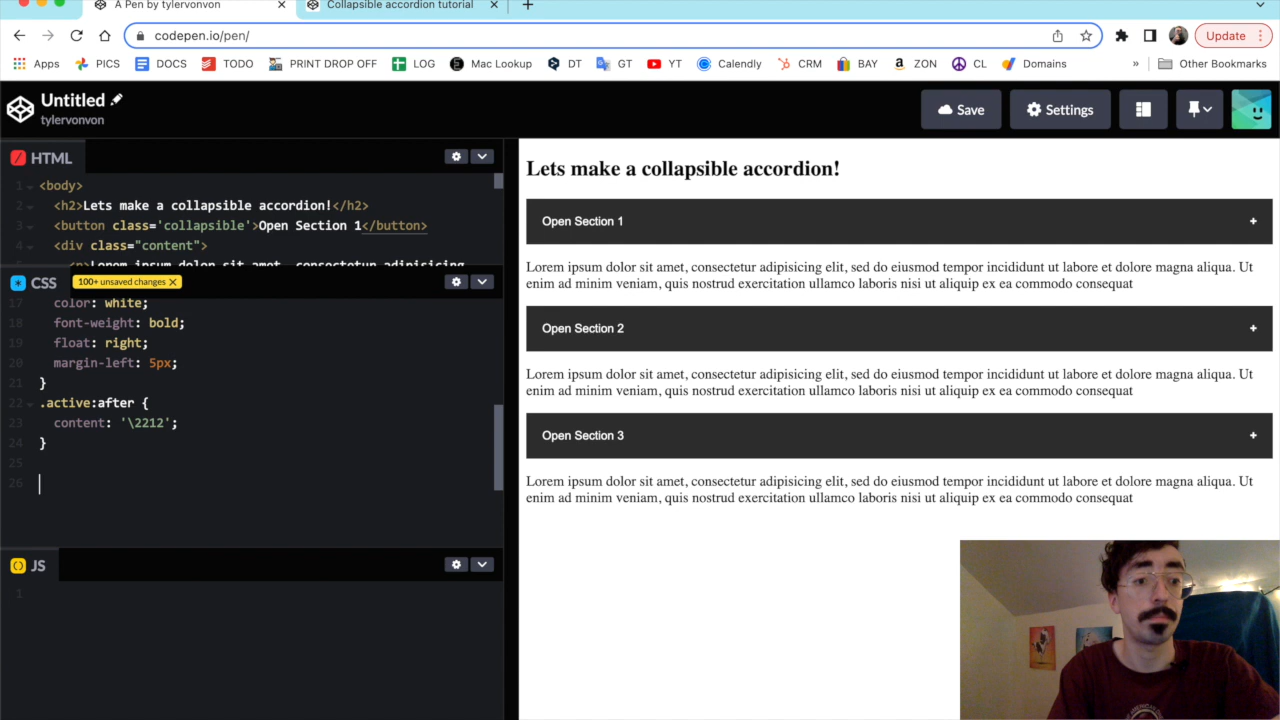 A Pen by tylervonvon
Collapsible accordion tutorial
codepen.io/pen/
Update
Apps PICS DOCS TODO PRINT DROP OFF LOG Mac Lookup DT GT YT Calendly CRM BAY ZON CL Domains » Other Bookmarks
Untitled
tylervonvon
Save
Settings
HTML
1 <body>
2 <h2>Lets make a collapsible accordion!</h2>
3 <button class='collapsible'>Open Section 1</button>
4 <div class="content">
<p>Lorem ipsum dolor sit amet, consectetur adipisicing
CSS
100+ unsaved changes X
17 color: white;
18 font-weight: bold;
19 float: right;
20 margin-left: 5px;
21 }
22 .active:after {
23 content: '\2212';
24 }
25
26
JS
1
Lets make a collapsible accordion!
Open Section 1 +
Lorem ipsum dolor sit amet, consectetur adipisicing elit, sed do eiusmod tempor incididunt ut labore et dolore magna aliqua. Ut
enim ad minim veniam, quis nostrud exercitation ullamco laboris nisi ut aliquip ex ea commodo consequat
Open Section 2 +
Lorem ipsum dolor sit amet, consectetur adipisicing elit, sed do eiusmod tempor incididunt ut labore et dolore magna aliqua. Ut
enim ad minim veniam, quis nostrud exercitation ullamco laboris nisi ut aliquip ex ea commodo consequat
Open Section 3 +
Lorem ipsum dolor sit amet, consectetur adipisicing elit, sed do eiusmod tempor incididunt ut labore et dolore magna aliqua. Ut
enim ad minim veniam, quis nostrud exercitation ullamco laboris nisi ut aliquip ex ea commodo consequat